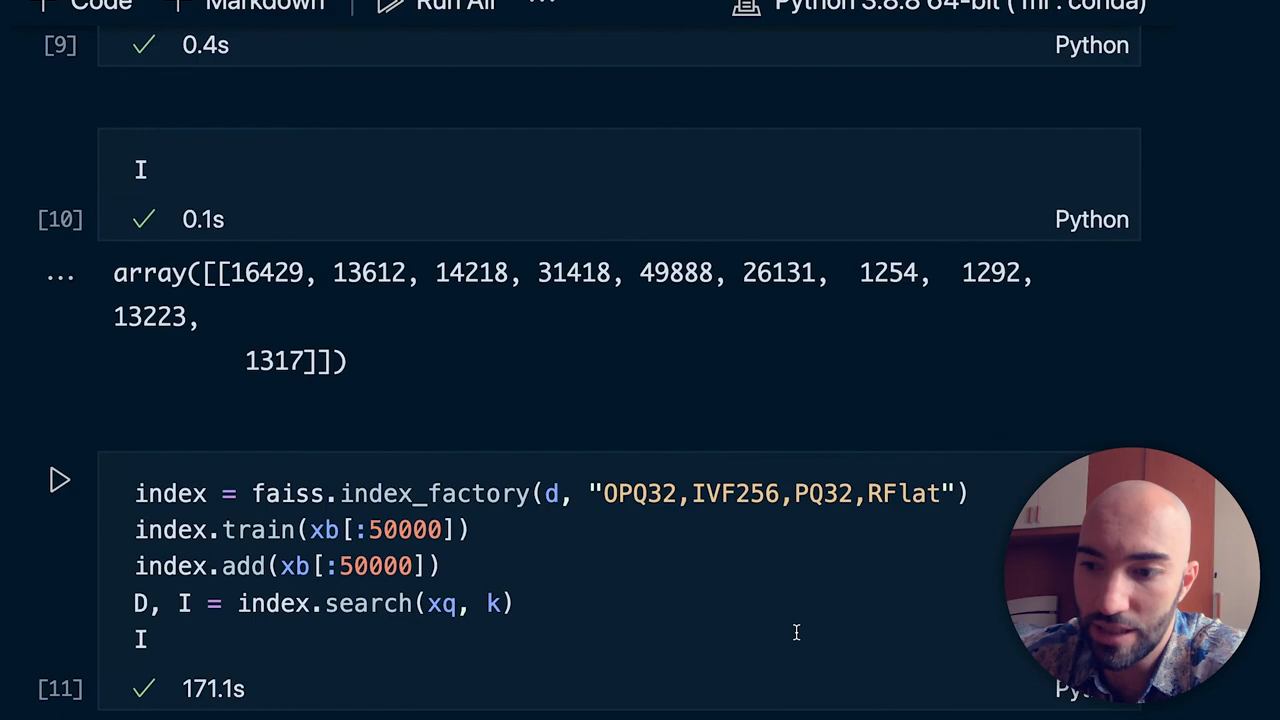 Code Markdown Run All ... Python 3.8.8 64-bit ('ml': conda)
[9] 0.4s Python
I
[10] 0.1s Python
... array([[16429, 13612, 14218, 31418, 49888, 26131,  1254,  1292,
13223,
1317]])
index = faiss.index_factory(d, "OPQ32,IVF256,PQ32,RFlat")
index.train(xb[:50000])
index.add(xb[:50000])
D, I = index.search(xq, k)
I
[11] 171.1s